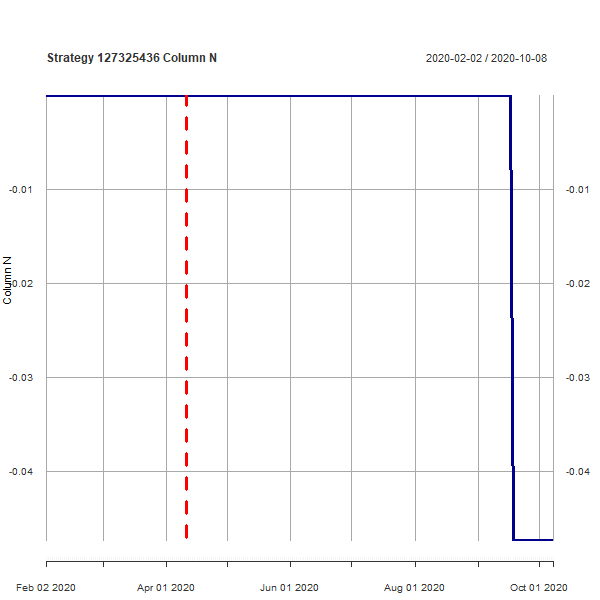 Strategy 127325436 Column N
2020-02-02 / 2020-10-08
Column N
-0.01
-0.02
-0.03
-0.04
-0.01
-0.02
-0.03
-0.04
Feb 02 2020
Apr 01 2020
Jun 01 2020
Aug 01 2020
Oct 01 2020